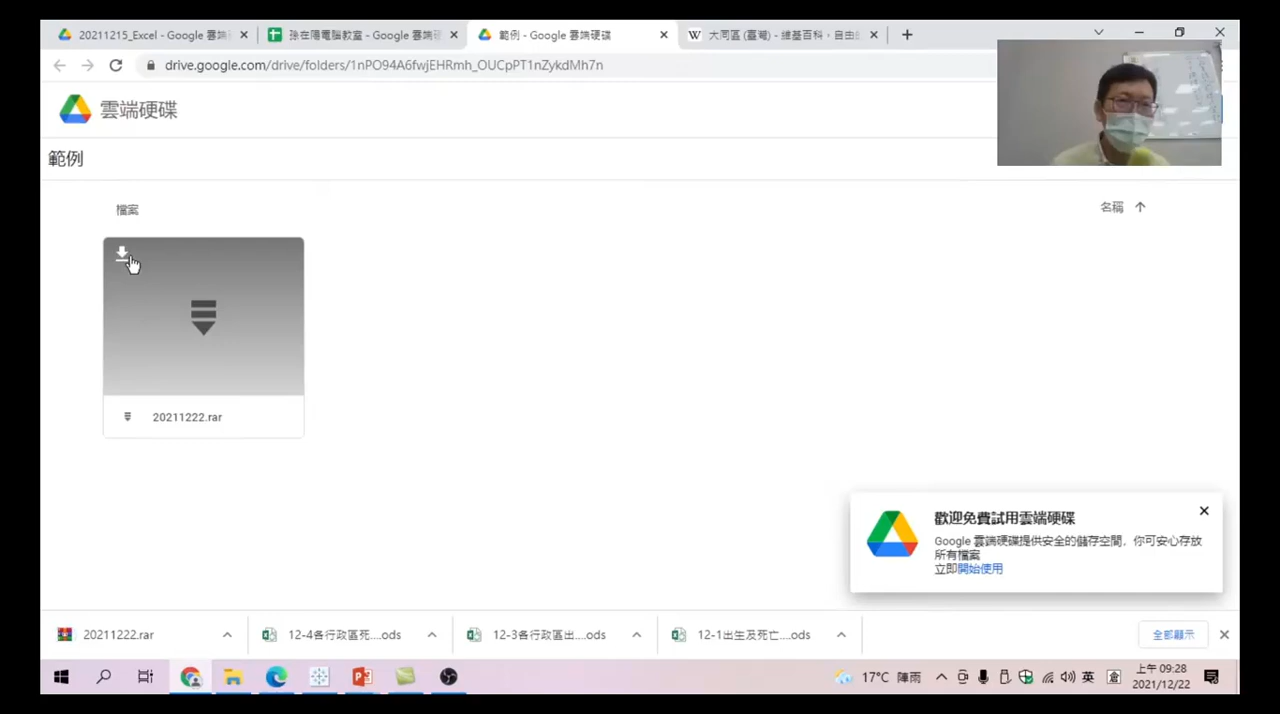 20211215_Excel - Google 雲端硬
孫在陽電腦教室 - Google 雲端硬碟
範例 - Google 雲端硬碟
W 大同區 (臺灣) - 維基百科，自由
drive.google.com/drive/folders/1nPO94A6fwjEHRmh_OUCpPT1nZykdMh7n
雲端硬碟
範例
檔案
名稱
20211222.rar
歡迎免費試用雲端硬碟
Google 雲端硬碟提供安全的儲存空間，你可安心存放
所有檔案
立即開始使用
20211222.rar
12-4各行政區死....ods
12-3各行政區出....ods
12-1出生及死亡....ods
全部顯示
17°C 陣雨
英
倉
上午 09:28
2021/12/22